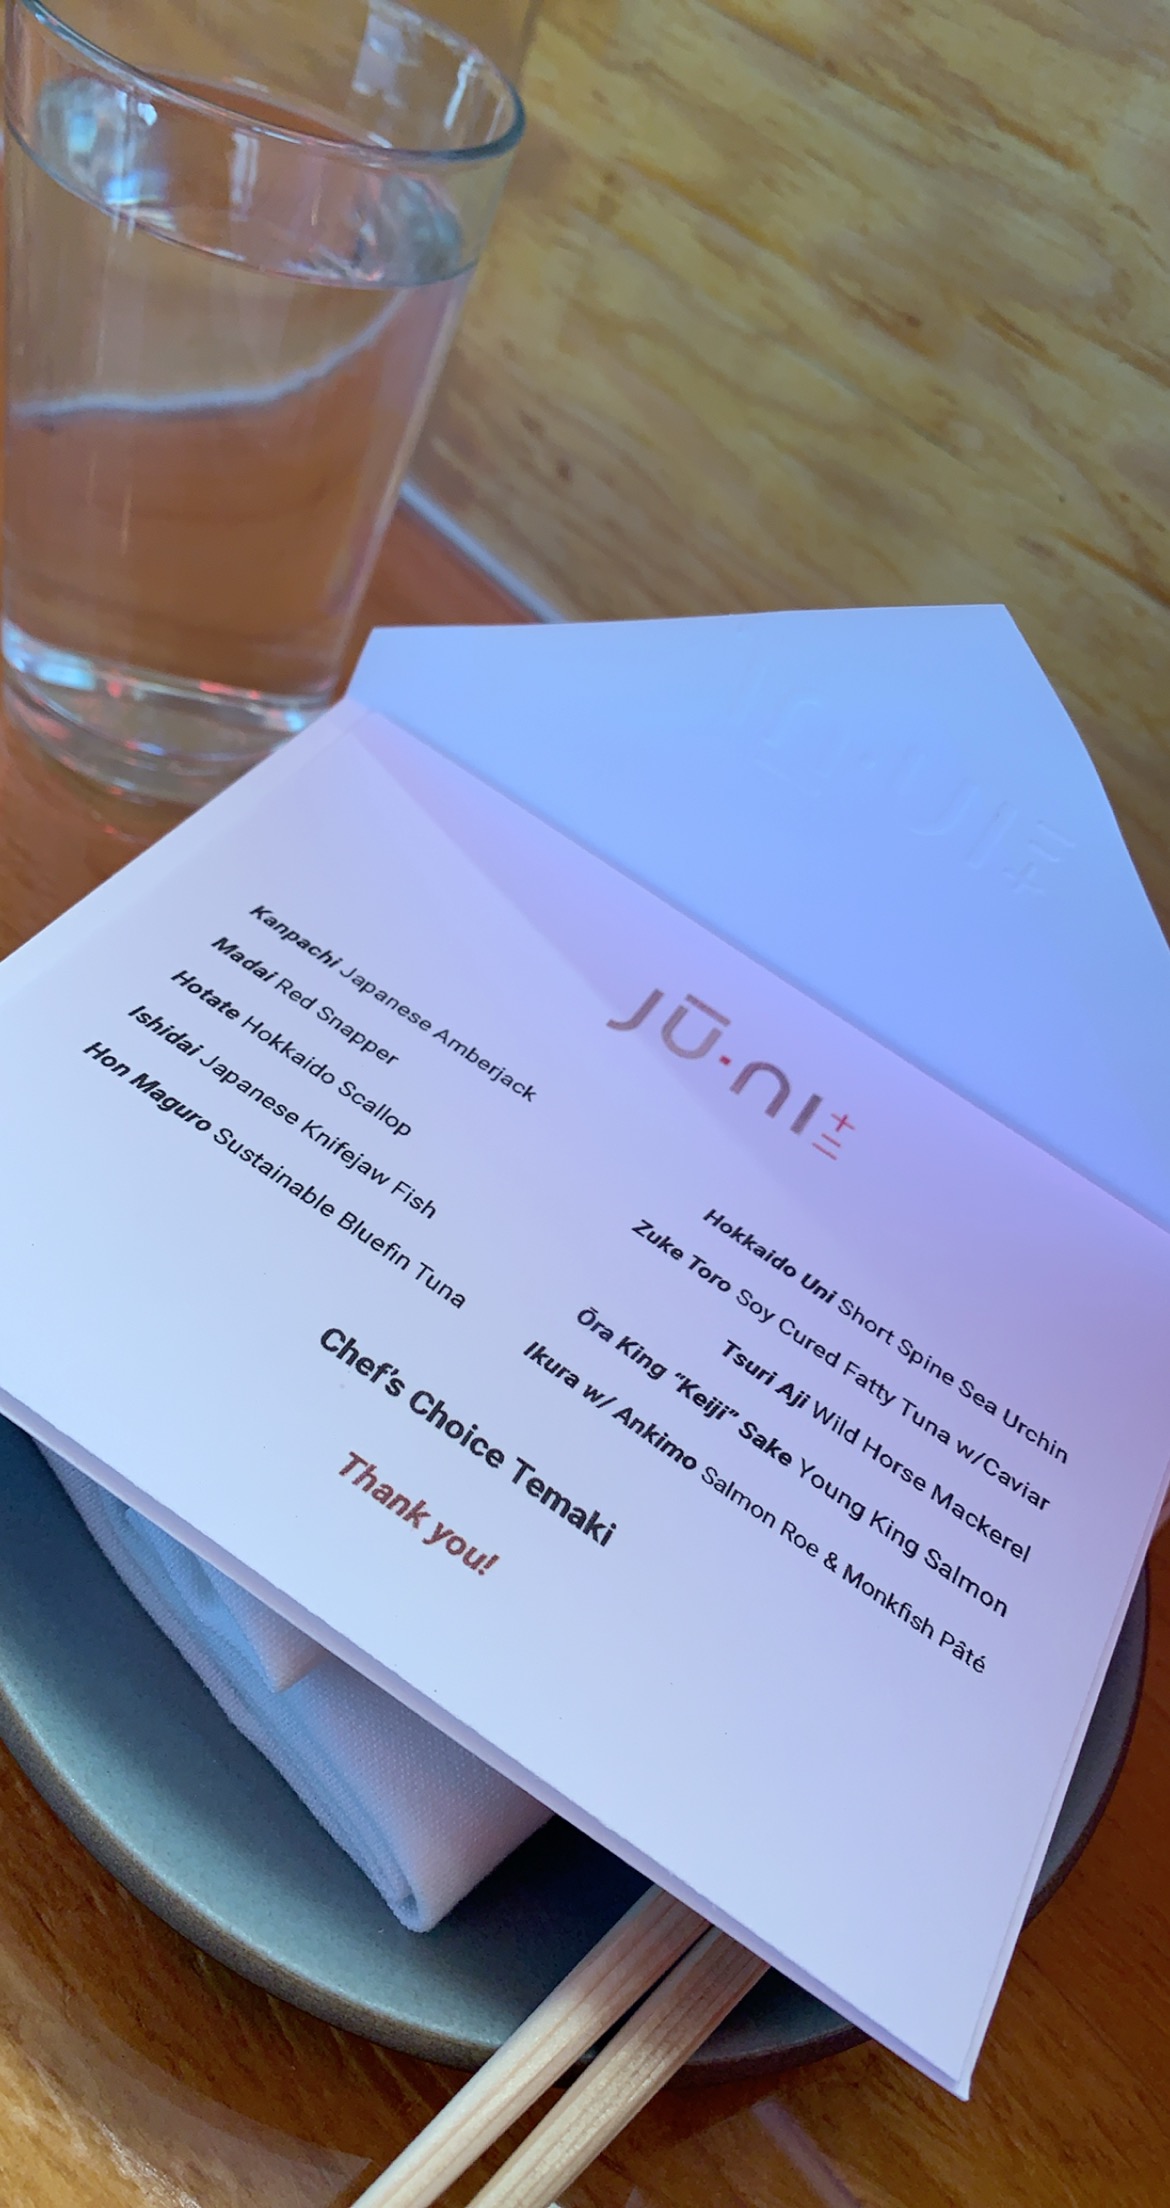 JŪ·NI
十二
Kanpachi Japanese Amberjack
Madai Red Snapper
Hotate Hokkaido Scallop
Ishidai Japanese Knifejaw Fish
Hon Maguro Sustainable Bluefin Tuna
Hokkaido Uni Short Spine Sea Urchin
Zuke Toro Soy Cured Fatty Tuna w/Caviar
Tsuri Aji Wild Horse Mackerel
Ōra King “Keiji” Sake Young King Salmon
Ikura w/ Ankimo Salmon Roe & Monkfish Pâté
Chef's Choice Temaki
Thank you!